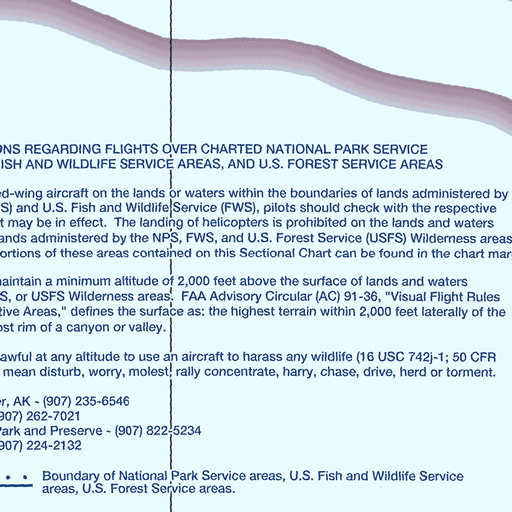 ONS REGARDING FLIGHTS OVER CHARTED NATIONAL PARK SERVICE
ISH AND WILDLIFE SERVICE AREAS, AND U.S. FOREST SERVICE AREAS
ed-wing aircraft on the lands or waters within the boundaries of lands administered by
S) and U.S. Fish and Wildlife Service (FWS), pilots should check with the respective
t may be in effect. The landing of helicopters is prohibited on the lands and waters
ands administered by the NPS, FWS, and U.S. Forest Service (USFS) Wilderness areas
ortions of these areas contained on this Sectional Chart can be found in the chart mar
aintain a minimum altitude of 2,000 feet above the surface of lands and waters
S, or USFS Wilderness areas. FAA Advisory Circular (AC) 91-36, "Visual Flight Rules
tive Areas," defines the surface as: the highest terrain within 2,000 feet laterally of the
ost rim of a canyon or valley.
awful at any altitude to use an aircraft to harass any wildlife (16 USC 742j-1; 50 CFR
mean disturb, worry, molest, rally concentrate, harry, chase, drive, herd or torment.
er, AK - (907) 235-6546
907) 262-7021
Park and Preserve - (907) 822-5234
907) 224-2132
Boundary of National Park Service areas, U.S. Fish and Wildlife Service
areas, U.S. Forest Service areas.